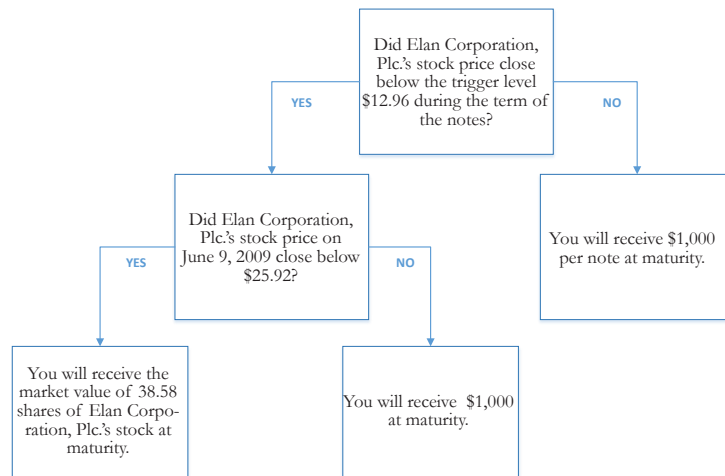 Did Elan Corporation,
Plc.'s stock price close
below the trigger level
$12.96 during the term of
the notes?
YES
NO
Did Elan Corporation,
Plc.'s stock price on
June 9, 2009 close below
$25.92?
You will receive $1,000
per note at maturity.
YES
NO
You will receive the
market value of 38.58
shares of Elan Corpo-
ration, Plc.'s stock at
maturity.
You will receive $1,000
at maturity.